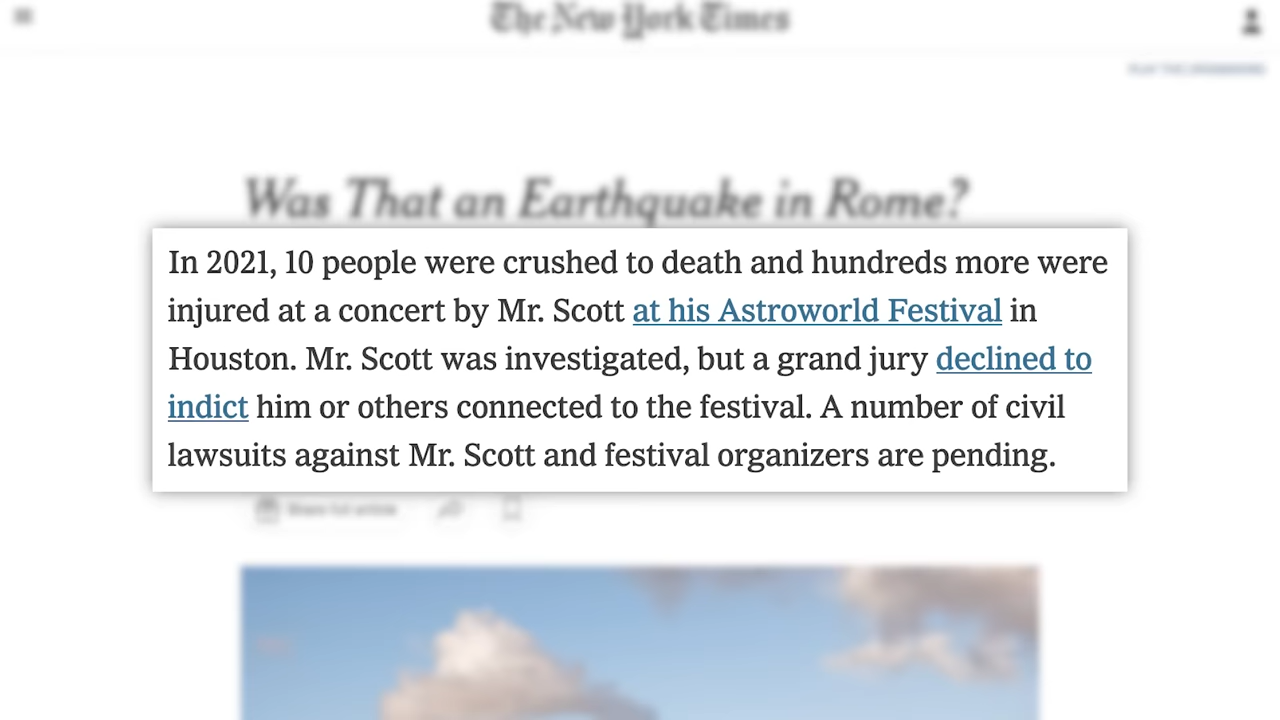 The New York Times
Was That an Earthquake in Rome?
In 2021, 10 people were crushed to death and hundreds more were
injured at a concert by Mr. Scott at his Astroworld Festival in
Houston. Mr. Scott was investigated, but a grand jury declined to
indict him or others connected to the festival. A number of civil
lawsuits against Mr. Scott and festival organizers are pending.
Share full article